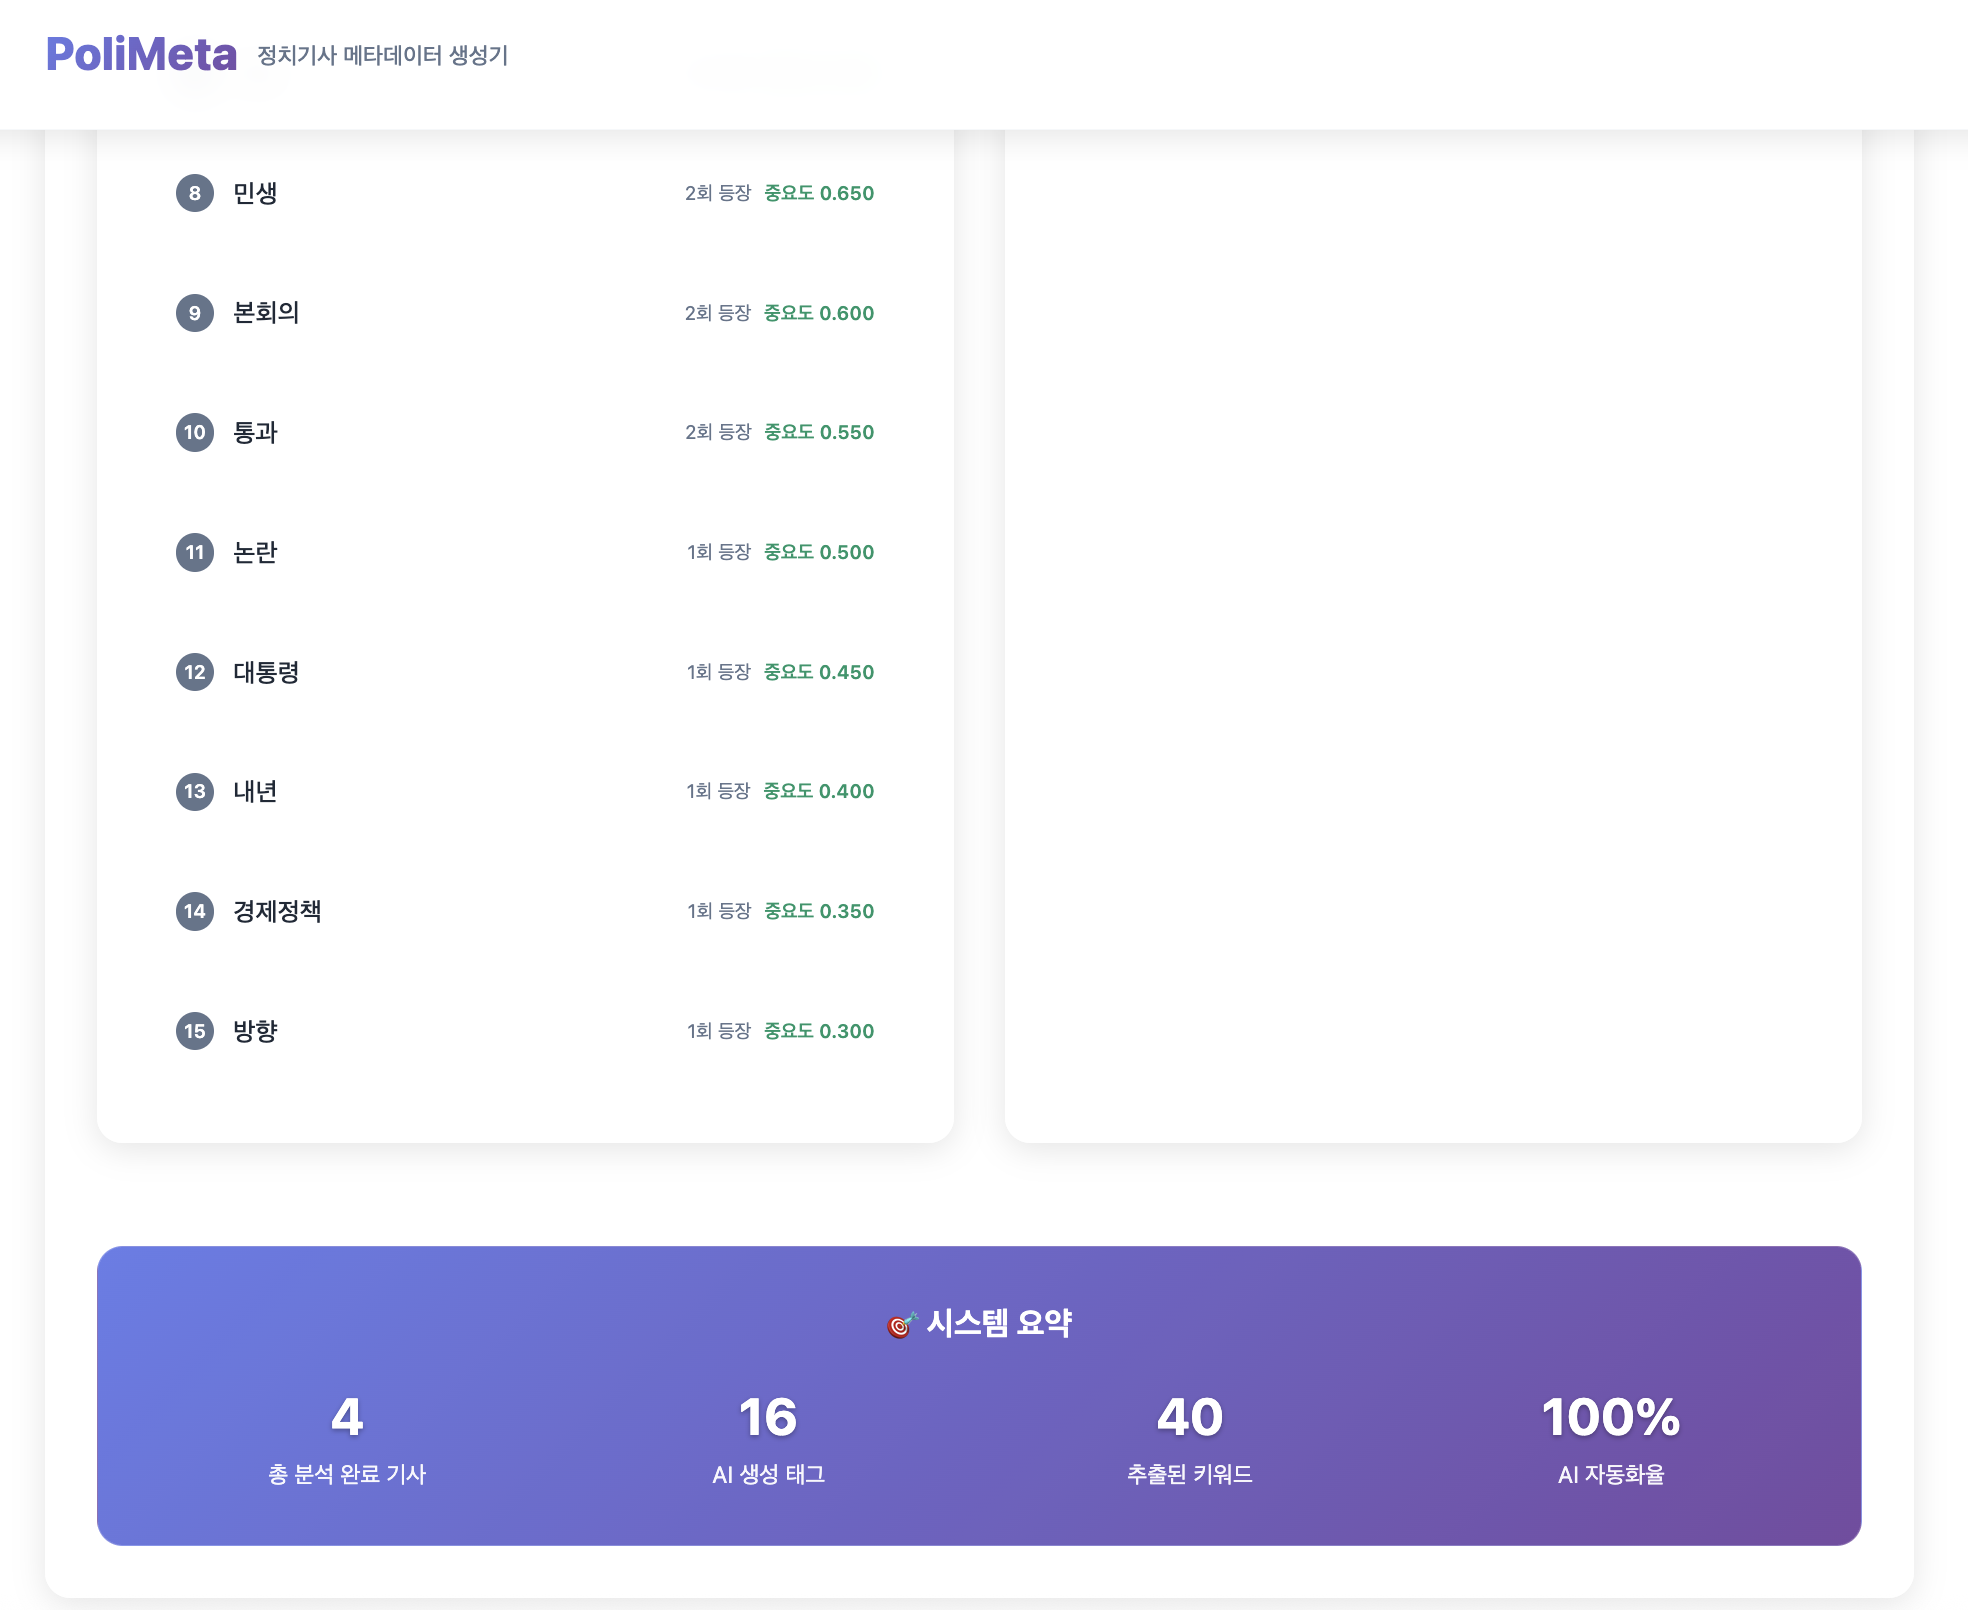 PoliMeta 정치기사 메타데이터 생성기
8 민생 2회 등장 중요도 0.650
9 본회의 2회 등장 중요도 0.600
10 통과 2회 등장 중요도 0.550
11 논란 1회 등장 중요도 0.500
12 대통령 1회 등장 중요도 0.450
13 내년 1회 등장 중요도 0.400
14 경제정책 1회 등장 중요도 0.350
15 방향 1회 등장 중요도 0.300
🎯 시스템 요약
4 16 40 100%
총 분석 완료 기사 AI 생성 태그 추출된 키워드 AI 자동화율